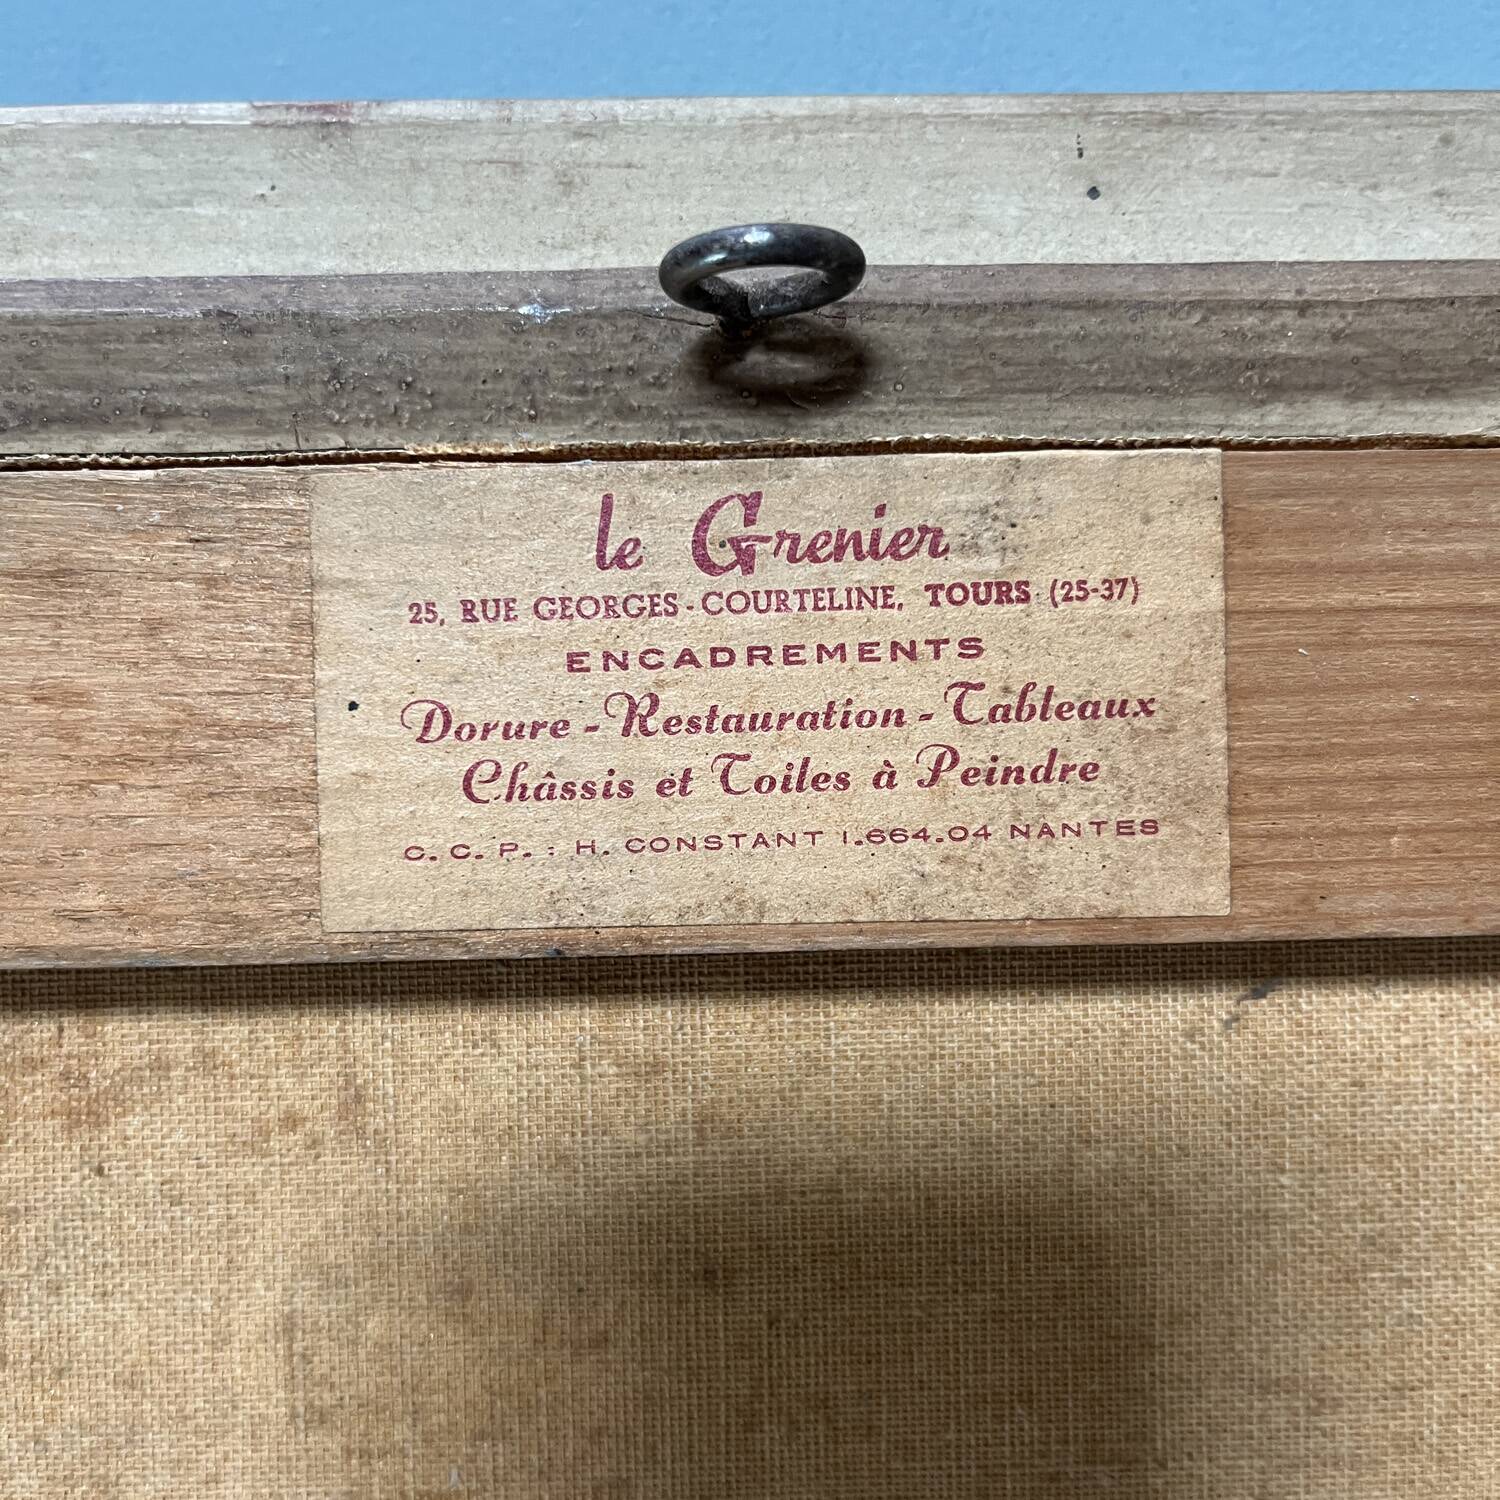 le Grenier
25, RUE GEORGES-COURTELINE, TOURS (25-37)
ENCADREMENTS
Dorure - Restauration - Tableaux
Châssis et Toiles à Peindre
C. C. P. : H. CONSTANT 1.664.04 NANTES